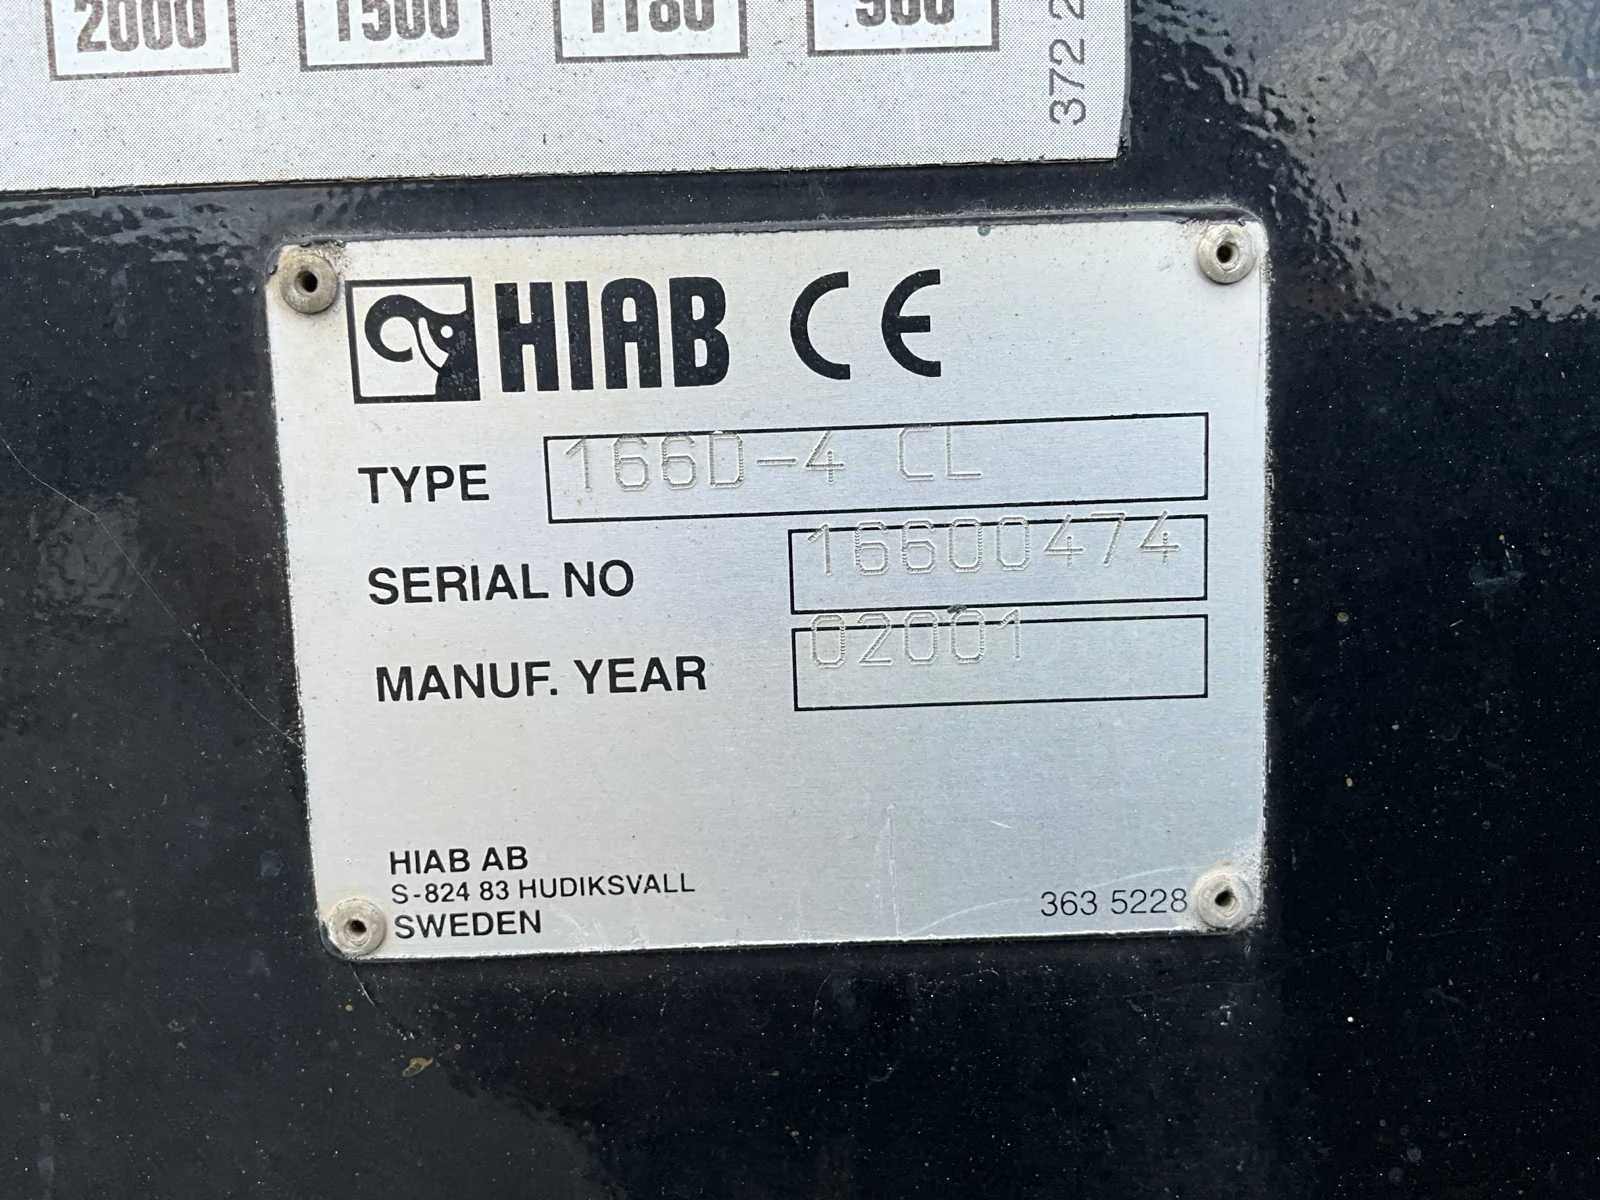 2000 1500 1180 960
372 2
HIAB CE
TYPE 166D-4 CL
SERIAL NO 16600474
MANUF. YEAR 02001
HIAB AB
S-824 83 HUDIKSVALL
SWEDEN
363 5228